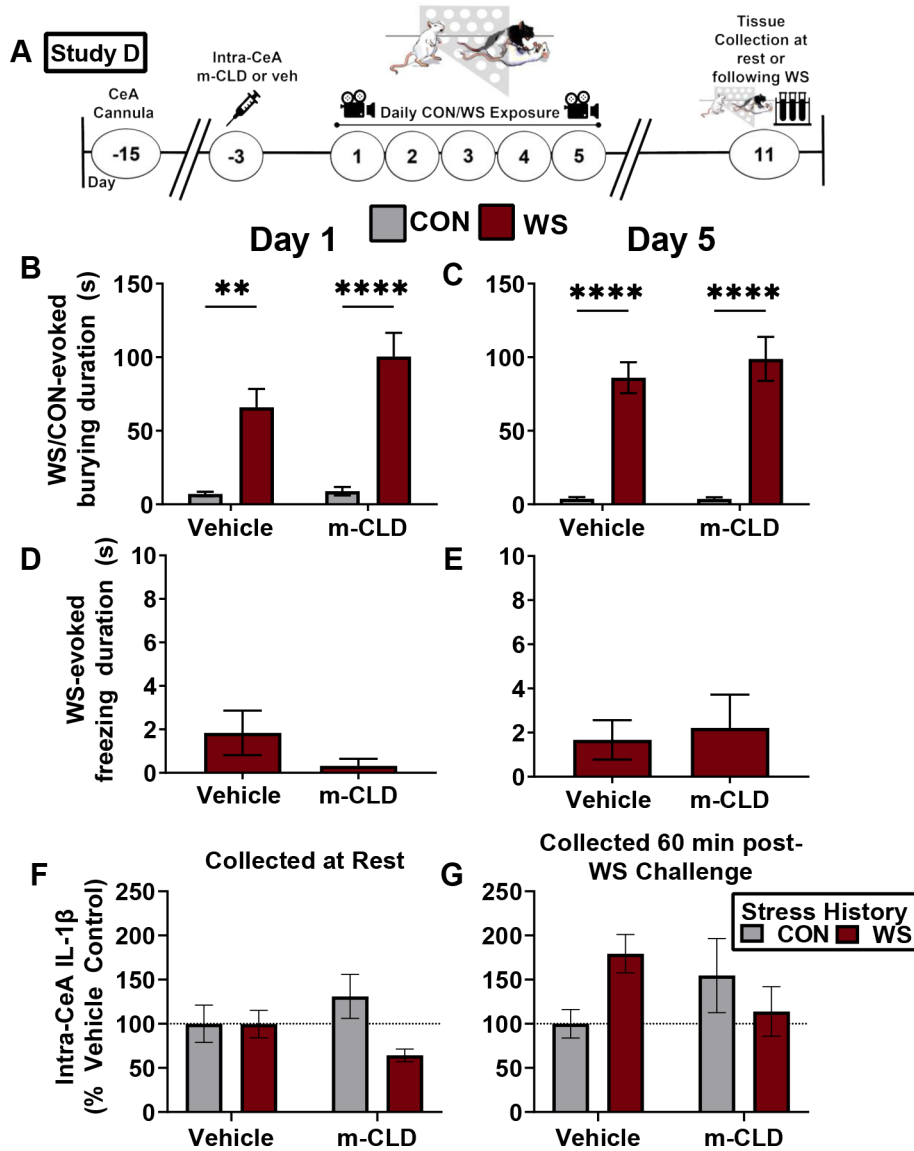 A Study D
Intra-CeA
m-CLD or veh
Tissue
Collection at
rest or
following WS
CeA
Cannula
Daily CON/WS Exposure
-15
-3
1
2
3
4
5
11
Day
CON
WS
Day 1
Day 5
B
WS/CON-evoked
burying duration (s)
150
100
50
0
**
****
Vehicle
m-CLD
C
150
100
50
0
****
****
Vehicle
m-CLD
D
WS-evoked
freezing duration (s)
10
8
6
4
2
0
Vehicle
m-CLD
E
10
8
6
4
2
0
Vehicle
m-CLD
F
Collected at Rest
Intra-CeA IL-1β
(% Vehicle Control)
250
200
150
100
50
0
Vehicle
m-CLD
G
Collected 60 min post-
WS Challenge
250
200
150
100
50
0
Vehicle
m-CLD
Stress History
CON
WS